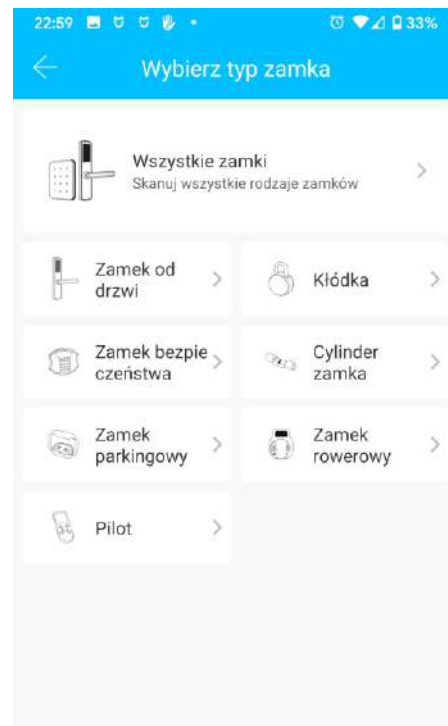 22:59 33%
Wybierz typ zamka
Wszystkie zamki
Skanuj wszystkie rodzaje zamków
Zamek od
drzwi
Kłódka
Zamek bezpie
czeństwa
Cylinder
zamka
Zamek
parkingowy
Zamek
rowerowy
Pilot